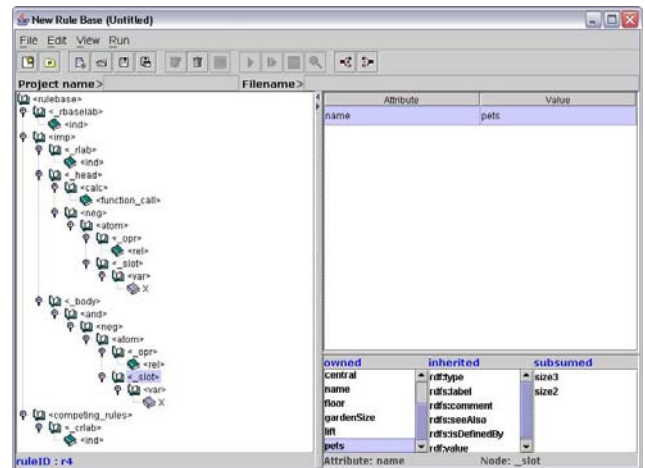 New Rule Base (Untitled)
File Edit View Run
Project name> Filename>
<rulebase>
<_rbaselab>
<ind>
<imp>
<_rlab>
<ind>
<_head>
<calc>
<function_call>
<neg>
<atom>
<_opr>
<rel>
<_slot>
<var>
X
<_body>
<and>
<neg>
<atom>
<_opr>
<rel>
<_slot>
<var>
X
<competing_rules>
<_crlab>
<ind>
ruleID : r4
Attribute Value
name pets
owned inherited subsumed
central rdf:type size3
name rdfs:label size2
floor rdfs:comment
gardenSize rdfs:seeAlso
lift rdfs:isDefinedBy
pets rdf:value
Attribute: name Node: _slot